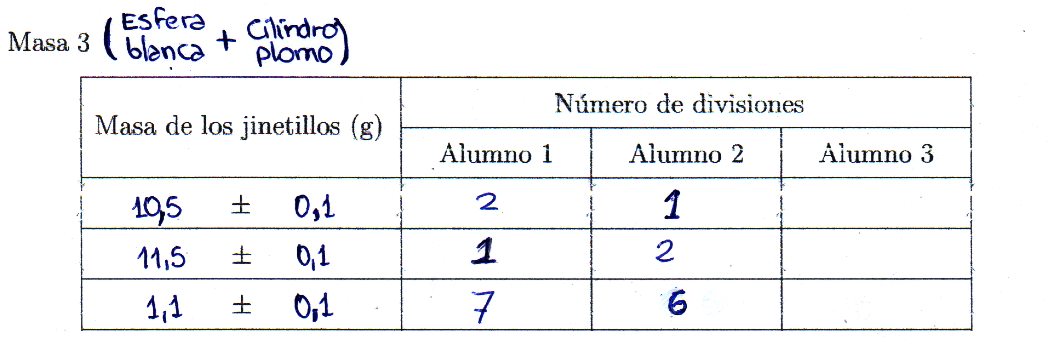 Masa 3 (Esfera blanca + Cilindro plomo)
Masa de los jinetillos (g) Número de divisiones
Alumno 1 Alumno 2 Alumno 3
10,5 ± 0,1 2 1
11,5 ± 0,1 1 2
1,1 ± 0,1 7 6